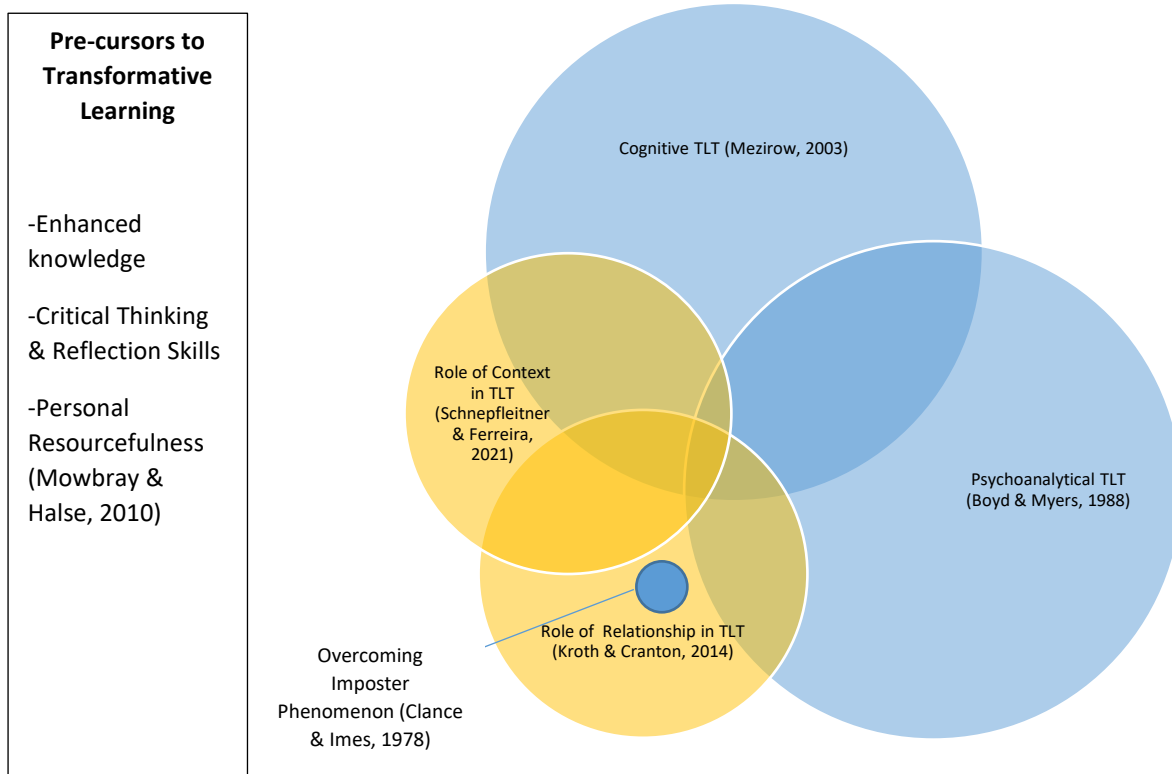 Pre-cursors to
Transformative
Learning
-Enhanced
knowledge
-Critical Thinking
& Reflection Skills
-Personal
Resourcefulness
(Mowbray &
Halse, 2010)
Cognitive TLT (Mezirow, 2003)
Role of Context
in TLT
(Schnepfleitner
& Ferreira,
2021)
Psychoanalytical TLT
(Boyd & Myers, 1988)
Role of Relationship in TLT
(Kroth & Cranton, 2014)
Overcoming
Imposter
Phenomenon (Clance
& Imes, 1978)